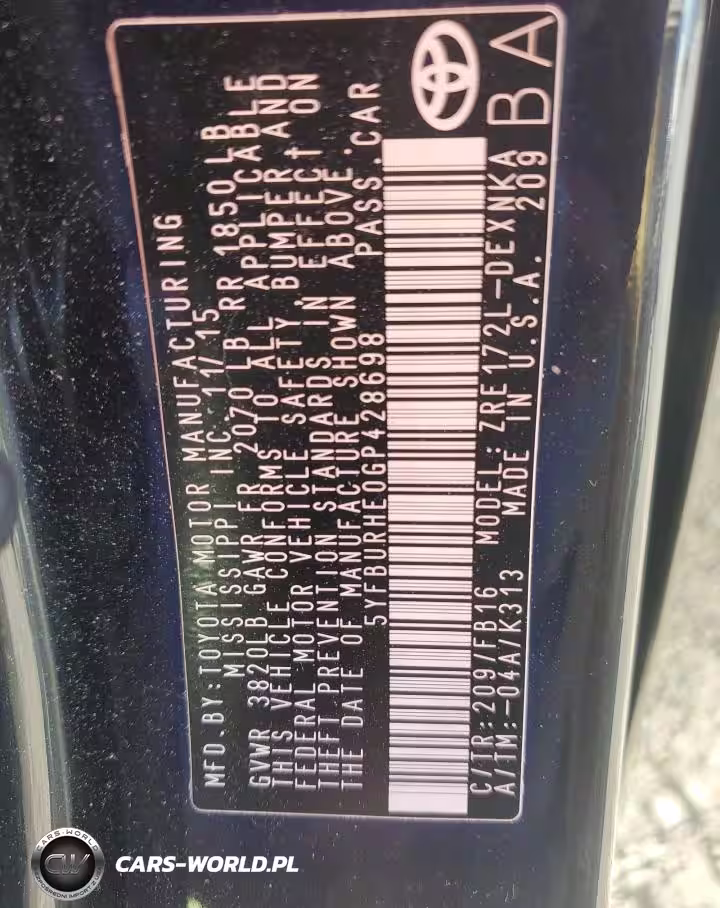 MFD.BY:TOYOTA MOTOR MANUFACTURING
MISSISSIPPI INC. 11/15
GVWR 3820LB GAWR FR 2070 LB RR 1850 LB
THIS VEHICLE CONFORMS TO ALL APPLICABLE
FEDERAL MOTOR VEHICLE SAFETY, BUMPER AND
THEFT PREVENTION STANDARDS IN EFFECT ON
THE DATE OF MANUFACTURE SHOWN ABOVE.
5YFBURHE0GP428698 PASS.CAR
C/TR:209/FB16 MODEL:ZRE172L-DEXNKA
A/TM:-04A/K313 MADE IN U.S.A. 209
BA
CARS-WORLD
CW
CARS-WORLD.PL